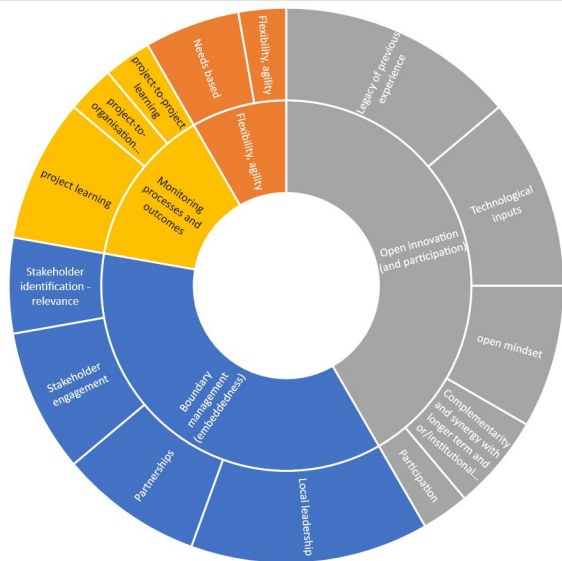 Legacy of previous
experience
Technological
inputs
open mindset
Complementarity
and synergy with
longer term and
or/institutional...
Participation
Local leadership
Partnerships
Stakeholder
engagement
Stakeholder
identification -
relevance
project learning
project-to-
organisation...
project-to-project
learning
Needs based
Flexibility, agility
Open innovation
(and participation)
Boundary
management
(embeddedness)
Monitoring
processes and
outcomes
Flexibility, agility